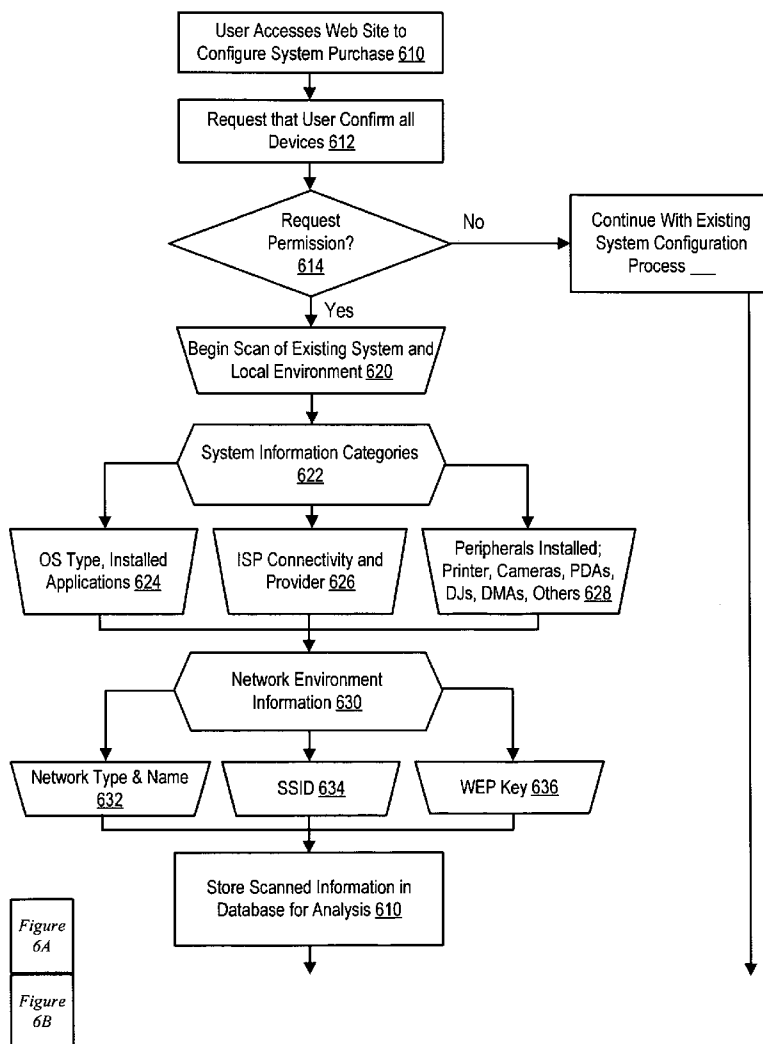 User Accesses Web Site to
Configure System Purchase 610
Request that User Confirm all
Devices 612
Request
Permission?
614
No
Continue With Existing
System Configuration
Process ___
Yes
Begin Scan of Existing System and
Local Environment 620
System Information Categories
622
OS Type, Installed
Applications 624
ISP Connectivity and
Provider 626
Peripherals Installed;
Printer, Cameras, PDAs,
DJs, DMAs, Others 628
Network Environment
Information 630
Network Type & Name
632
SSID 634
WEP Key 636
Store Scanned Information in
Database for Analysis 610
Figure
6A
Figure
6B